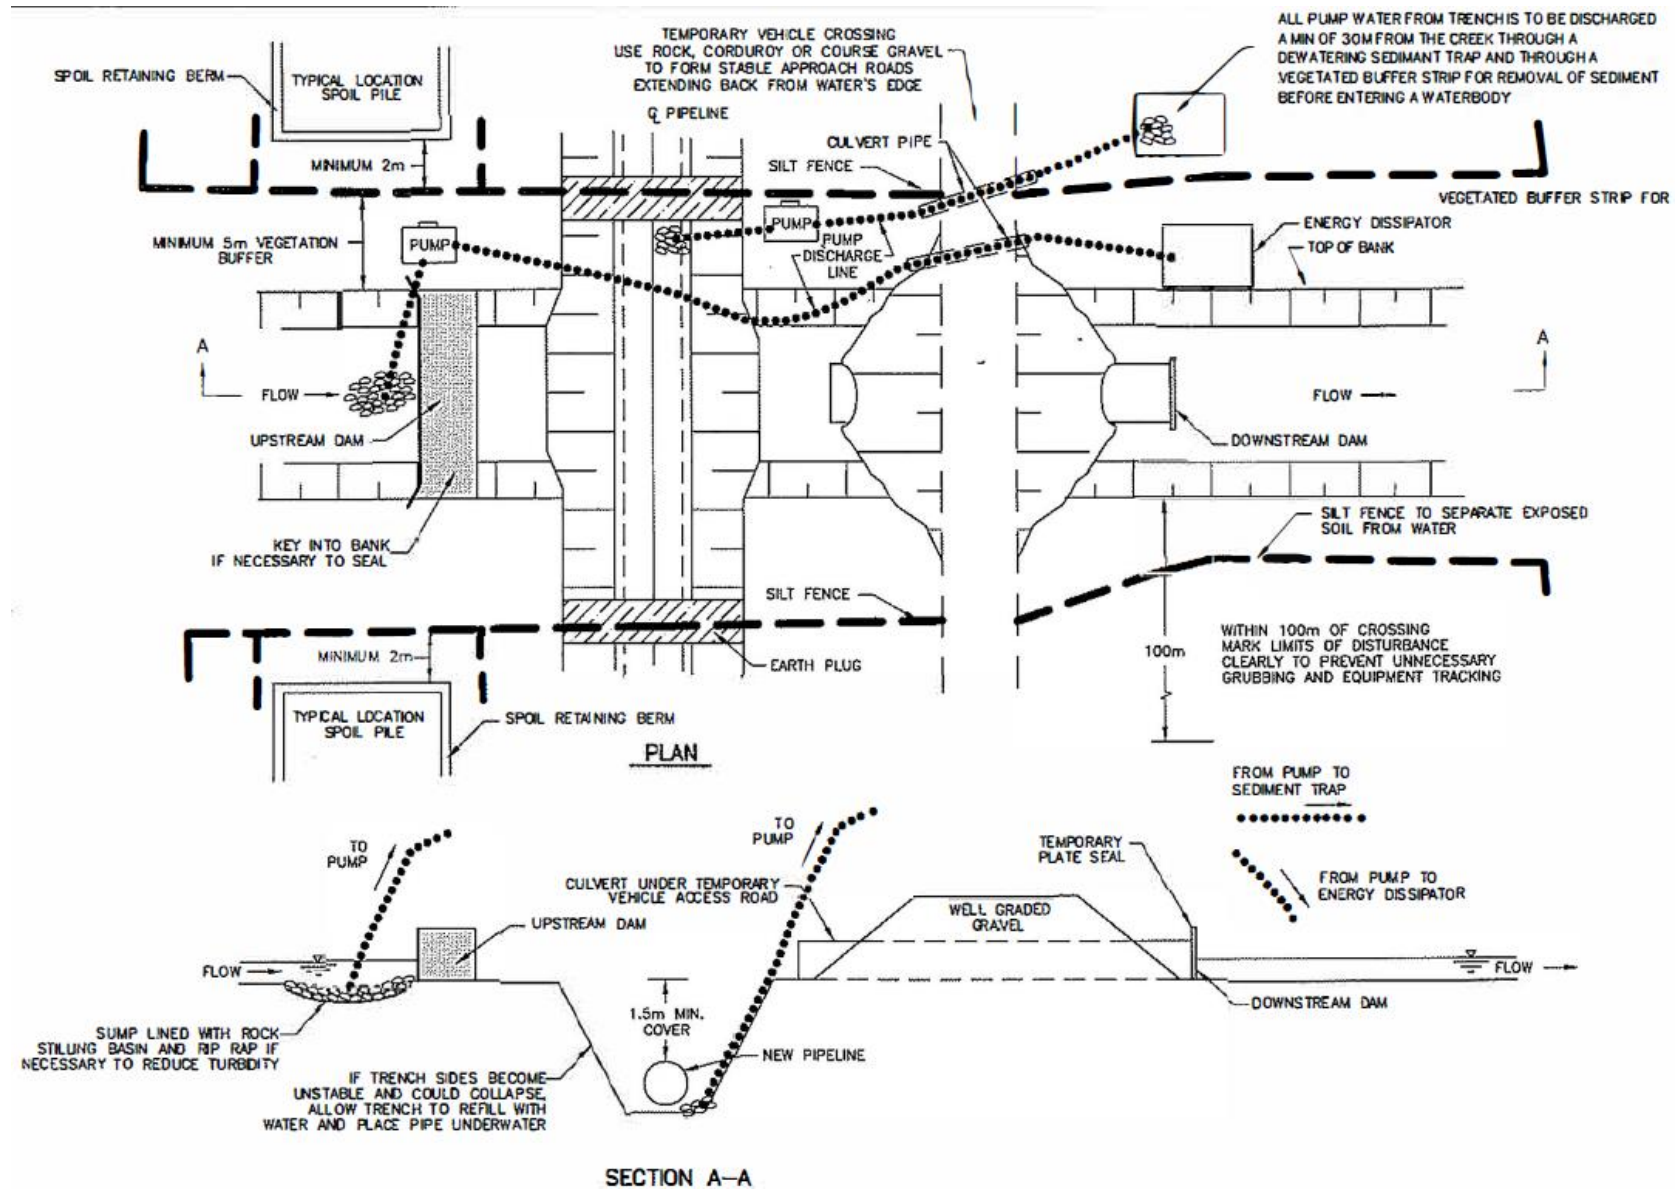 TEMPORARY VEHICLE CROSSING
USE ROCK, CORDUROY OR COURSE GRAVEL
TO FORM STABLE APPROACH ROADS
EXTENDING BACK FROM WATER'S EDGE
℄ PIPELINE
ALL PUMP WATER FROM TRENCH IS TO BE DISCHARGED
A MIN OF 30M FROM THE CREEK THROUGH A
DEWATERING SEDIMANT TRAP AND THROUGH A
VEGETATED BUFFER STRIP FOR REMOVAL OF SEDIMENT
BEFORE ENTERING A WATERBODY
SPOIL RETAINING BERM
TYPICAL LOCATION
SPOIL PILE
MINIMUM 2m
CULVERT PIPE
SILT FENCE
VEGETATED BUFFER STRIP FOR
MINIMUM 5m VEGETATION
BUFFER
PUMP
PUMP
PUMP
DISCHARGE
LINE
ENERGY DISSIPATOR
TOP OF BANK
A
A
FLOW
FLOW
UPSTREAM DAM
DOWNSTREAM DAM
KEY INTO BANK
IF NECESSARY TO SEAL
SILT FENCE TO SEPARATE EXPOSED
SOIL FROM WATER
SILT FENCE
MINIMUM 2m
EARTH PLUG
100m
WITHIN 100m OF CROSSING
MARK LIMITS OF DISTURBANCE
CLEARLY TO PREVENT UNNECESSARY
GRUBBING AND EQUIPMENT TRACKING
TYPICAL LOCATION
SPOIL PILE
SPOIL RETAINING BERM
PLAN
FROM PUMP TO
SEDIMENT TRAP
TO
PUMP
TO
PUMP
TEMPORARY
PLATE SEAL
FROM PUMP TO
ENERGY DISSIPATOR
CULVERT UNDER TEMPORARY
VEHICLE ACCESS ROAD
WELL GRADED
GRAVEL
UPSTREAM DAM
FLOW
FLOW
1.5m MIN.
COVER
DOWNSTREAM DAM
SUMP LINED WITH ROCK
STILLING BASIN AND RIP RAP IF
NECESSARY TO REDUCE TURBIDITY
NEW PIPELINE
IF TRENCH SIDES BECOME
UNSTABLE AND COULD COLLAPSE,
ALLOW TRENCH TO REFILL WITH
WATER AND PLACE PIPE UNDERWATER
SECTION A-A